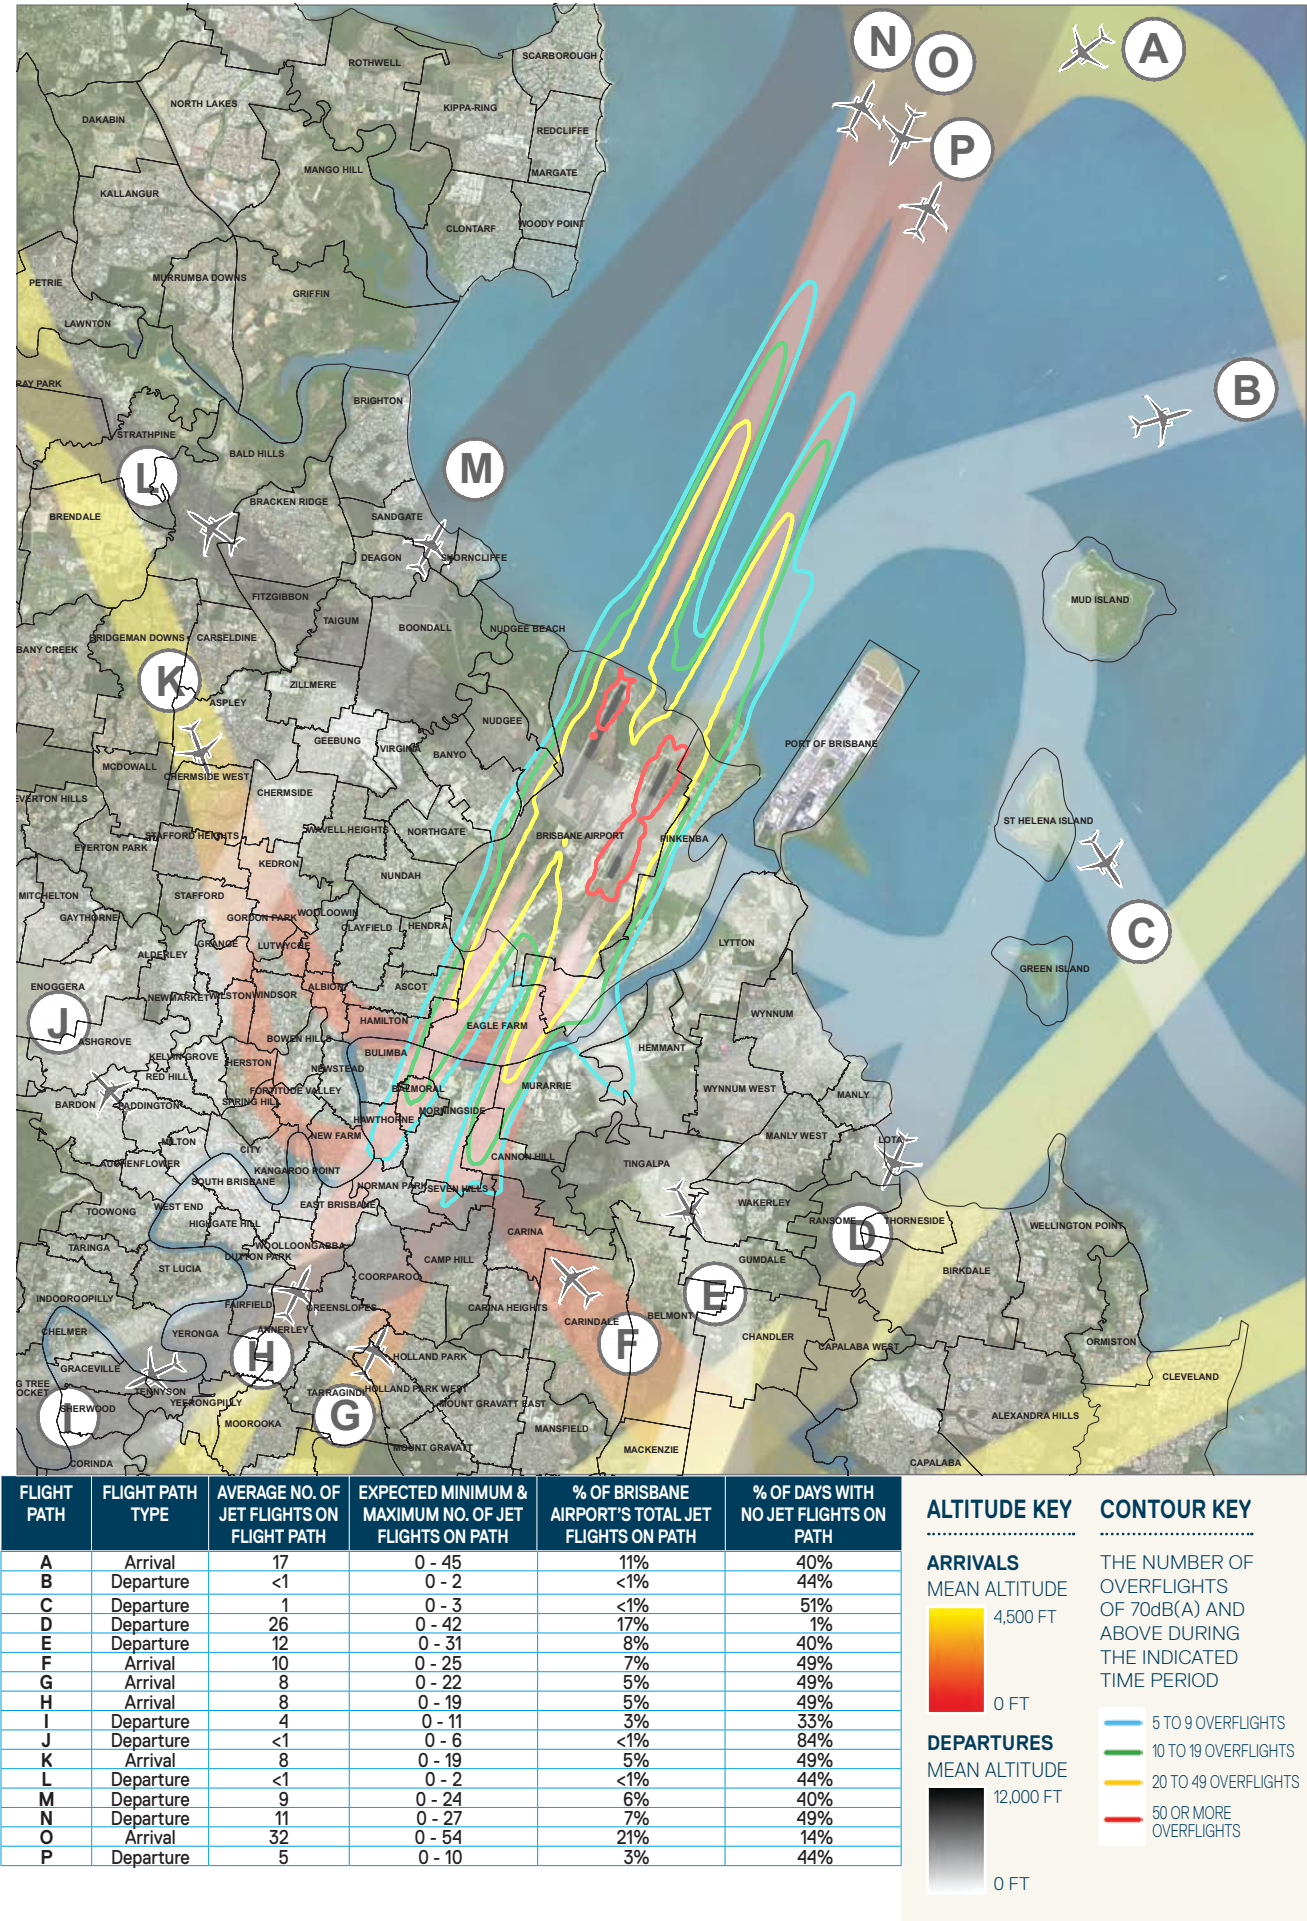 N
O
A
P
SCARBOROUGH
ROTHWELL
NORTH LAKES
KIPPA-RING
DAKABIN
REDCLIFFE
MANGO HILL
MARGATE
KALLANGUR
CLONTARF
WOODY POINT
PETRIE
MURRUMBA DOWNS
GRIFFIN
LAWNTON
RAY PARK
B
BRIGHTON
STRATHPINE
BALD HILLS
L
M
BRACKEN RIDGE
BRENDALE
SANDGATE
DEAGON
SHORNCLIFFE
FITZGIBBON
MUD ISLAND
TAIGUM
BOONDALL
NUDGEE BEACH
BRIDGEMAN DOWNS
CARSELDINE
BANY CREEK
K
ZILLMERE
ASPLEY
NUDGEE
GEEBUNG
VIRGINIA
BANYO
PORT OF BRISBANE
MCDOWALL
CHERMSIDE WEST
CHERMSIDE
EVERTON HILLS
STAFFORD HEIGHTS
WAVELL HEIGHTS
NORTHGATE
BRISBANE AIRPORT
PINKENBA
ST HELENA ISLAND
EVERTON PARK
KEDRON
NUNDAH
MITCHELTON
STAFFORD
GAYTHORNE
GORDON PARK
WOOLOOWIN
CLAYFIELD
HENDRA
C
GRANGE
LUTWYCHE
LYTTON
ALDERLEY
GREEN ISLAND
ENOGGERA
NEWMARKET
WILSTON
WINDSOR
ALBION
ASCOT
J
HAMILTON
EAGLE FARM
WYNNUM
ASHGROVE
BOWEN HILLS
HEMMANT
KELVIN GROVE
HERSTON
BULIMBA
RED HILL
NEWSTEAD
BARDON
PADDINGTON
SPRING HILL
FORTITUDE VALLEY
BALMORAL
MURARRIE
WYNNUM WEST
MANLY
HAWTHORNE
MORNINGSIDE
MILTON
NEW FARM
MANLY WEST
LOTA
CITY
AUCHENFLOWER
KANGAROO POINT
CANNON HILL
TINGALPA
SOUTH BRISBANE
NORMAN PARK
SEVEN HILLS
TOOWONG
WEST END
EAST BRISBANE
WAKERLEY
HIGHGATE HILL
CARINA
RANSOME
D
THORNESIDE
WELLINGTON POINT
TARINGA
DUTTON PARK
WOOLLOONGABBA
CAMP HILL
GUMDALE
ST LUCIA
COORPAROO
BIRKDALE
INDOOROOPILLY
FAIRFIELD
GREENSLOPES
CARINA HEIGHTS
E
CARINDALE
BELMONT
CHELMER
YERONGA
ANNERLEY
F
CHANDLER
ORMISTON
CAPALABA WEST
GRACEVILLE
H
HOLLAND PARK
CLEVELAND
G TREE
OCKET
TENNYSON
TARRAGINDI
HOLLAND PARK WEST
I
SHERWOOD
YEERONGPILLY
G
MOUNT GRAVATT EAST
MOOROOKA
MANSFIELD
ALEXANDRA HILLS
MOUNT GRAVATT
MACKENZIE
CORINDA
CAPALABA
FLIGHT PATH FLIGHT PATH TYPE AVERAGE NO. OF JET FLIGHTS ON FLIGHT PATH EXPECTED MINIMUM & MAXIMUM NO. OF JET FLIGHTS ON PATH % OF BRISBANE AIRPORT'S TOTAL JET FLIGHTS ON PATH % OF DAYS WITH NO JET FLIGHTS ON PATH
A Arrival 17 0 - 45 11% 40%
B Departure <1 0 - 2 <1% 44%
C Departure 1 0 - 3 <1% 51%
D Departure 26 0 - 42 17% 1%
E Departure 12 0 - 31 8% 40%
F Arrival 10 0 - 25 7% 49%
G Arrival 8 0 - 22 5% 49%
H Arrival 8 0 - 19 5% 49%
I Departure 4 0 - 11 3% 33%
J Departure <1 0 - 6 <1% 84%
K Arrival 8 0 - 19 5% 49%
L Departure <1 0 - 2 <1% 44%
M Departure 9 0 - 24 6% 40%
N Departure 11 0 - 27 7% 49%
O Arrival 32 0 - 54 21% 14%
P Departure 5 0 - 10 3% 44%
ALTITUDE KEY
ARRIVALS
MEAN ALTITUDE
4,500 FT
0 FT
DEPARTURES
MEAN ALTITUDE
12,000 FT
0 FT
CONTOUR KEY
THE NUMBER OF
OVERFLIGHTS
OF 70dB(A) AND
ABOVE DURING
THE INDICATED
TIME PERIOD
5 TO 9 OVERFLIGHTS
10 TO 19 OVERFLIGHTS
20 TO 49 OVERFLIGHTS
50 OR MORE
OVERFLIGHTS